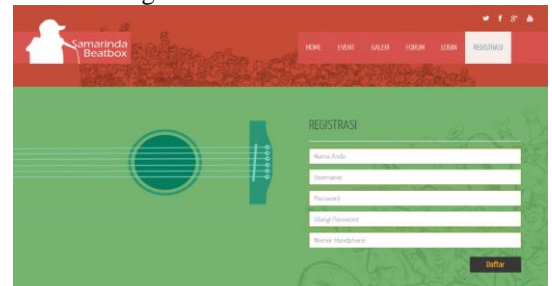 Samarinda
Beatbox
HOME EVENT GALERI FORUM LOGIN REGISTRASI
REGISTRASI
Nama Anda
Username
Password
Ulangi Password
Nomor Handphone
Daftar